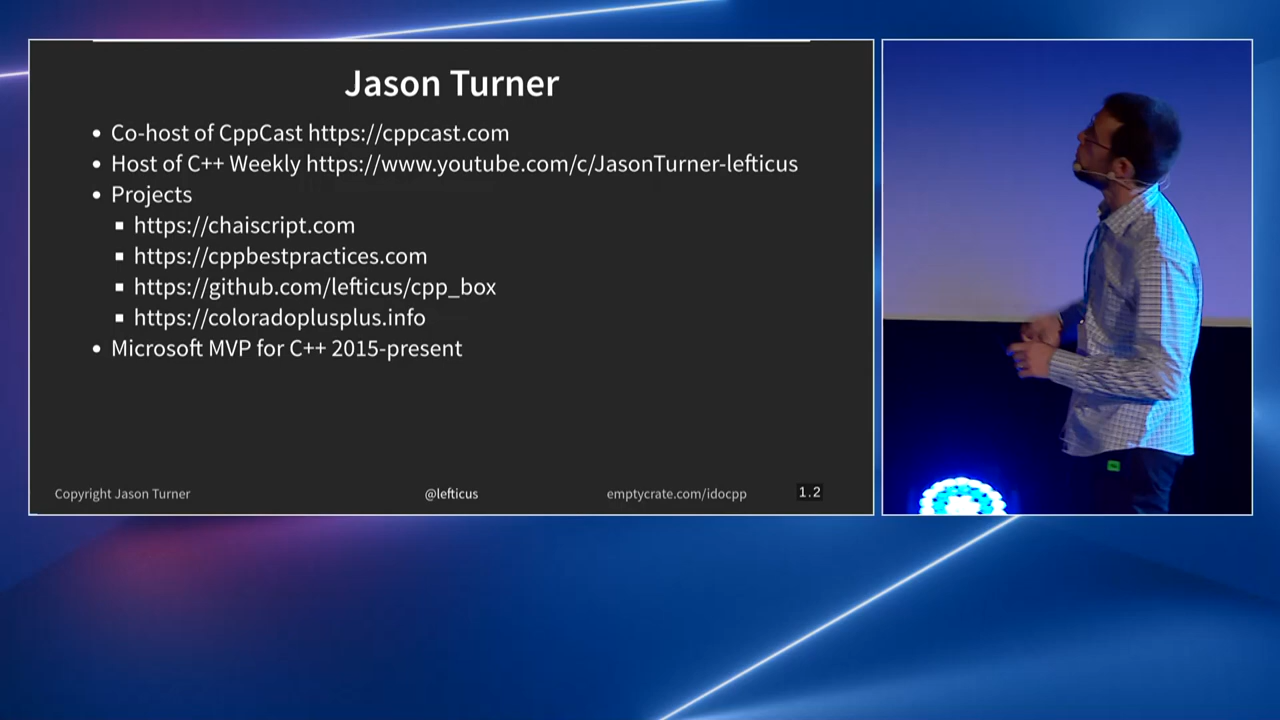 Jason Turner
Co-host of CppCast https://cppcast.com
Host of C++ Weekly https://www.youtube.com/c/JasonTurner-lefticus
Projects
https://chaiscript.com
https://cppbestpractices.com
https://github.com/lefticus/cpp_box
https://coloradoplusplus.info
Microsoft MVP for C++ 2015-present
Copyright Jason Turner
@lefticus
emptycrate.com/idocpp
1.2